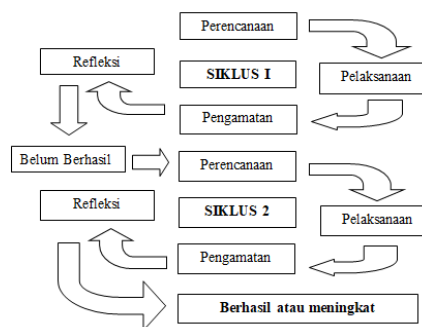 Perencanaan
Refleksi
SIKLUS I
Pelaksanaan
Pengamatan
Belum Berhasil
Perencanaan
Refleksi
SIKLUS 2
Pelaksanaan
Pengamatan
Berhasil atau meningkat